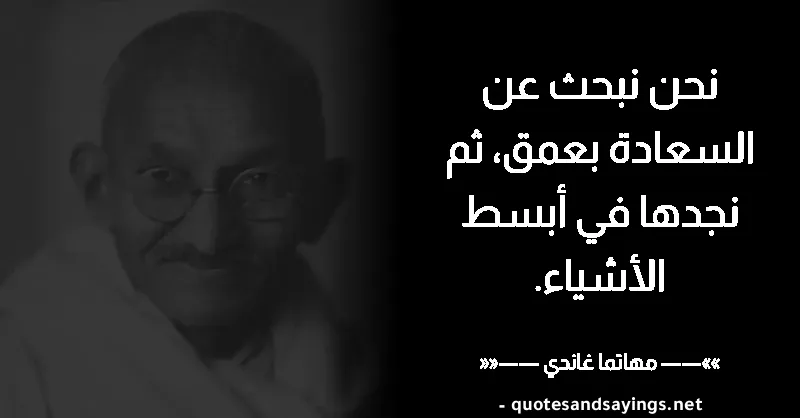 نحن نبحث عن
السعادة بعمق، ثم
نجدها في أبسط
الأشياء.
»»—— مهاتما غاندي ——««
- quotesandsayings.net